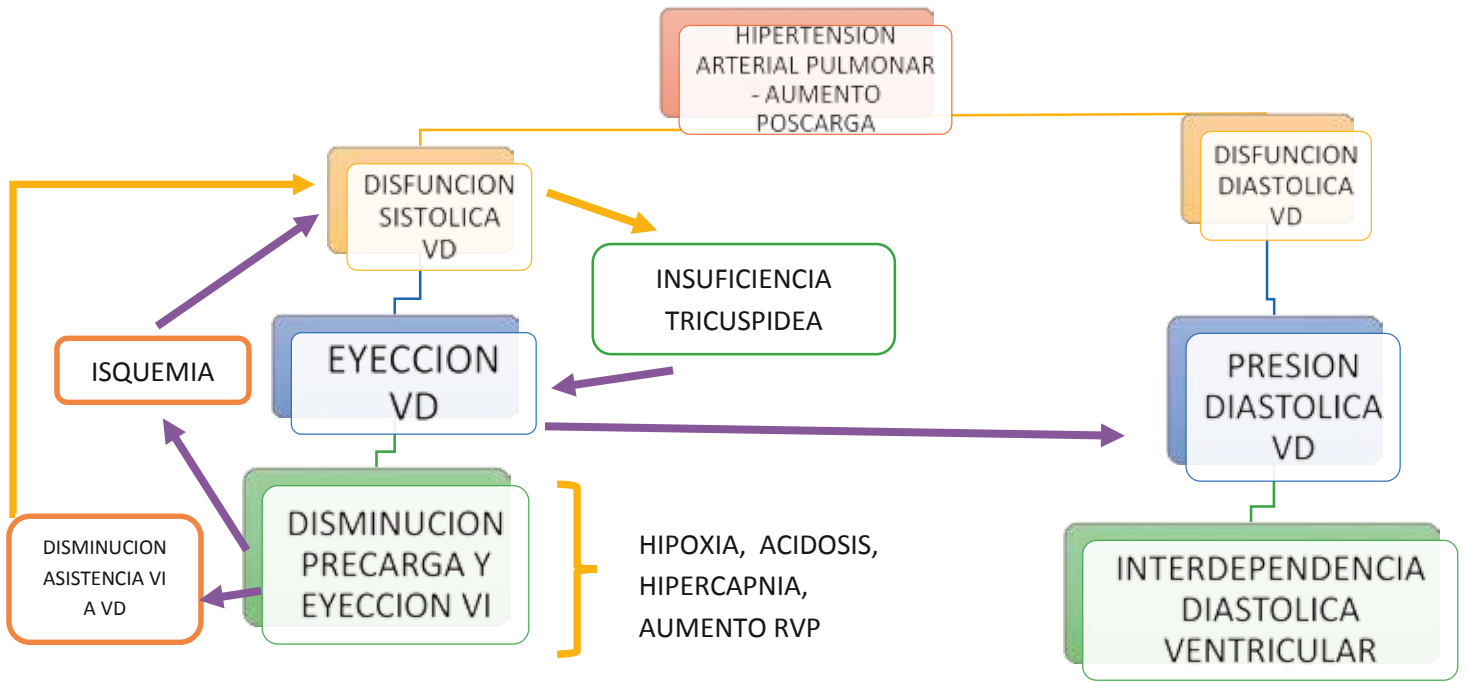 HIPERTENSION
ARTERIAL PULMONAR
- AUMENTO
POSCARGA
DISFUNCION
SISTOLICA
VD
DISFUNCION
DIASTOLICA
VD
INSUFICIENCIA
TRICUSPIDEA
ISQUEMIA
EYECCION
VD
PRESION
DIASTOLICA
VD
DISMINUCION
ASISTENCIA VI
A VD
DISMINUCION
PRECARGA Y
EYECCION VI
HIPOXIA, ACIDOSIS,
HIPERCAPNIA,
AUMENTO RVP
INTERDEPENDENCIA
DIASTOLICA
VENTRICULAR